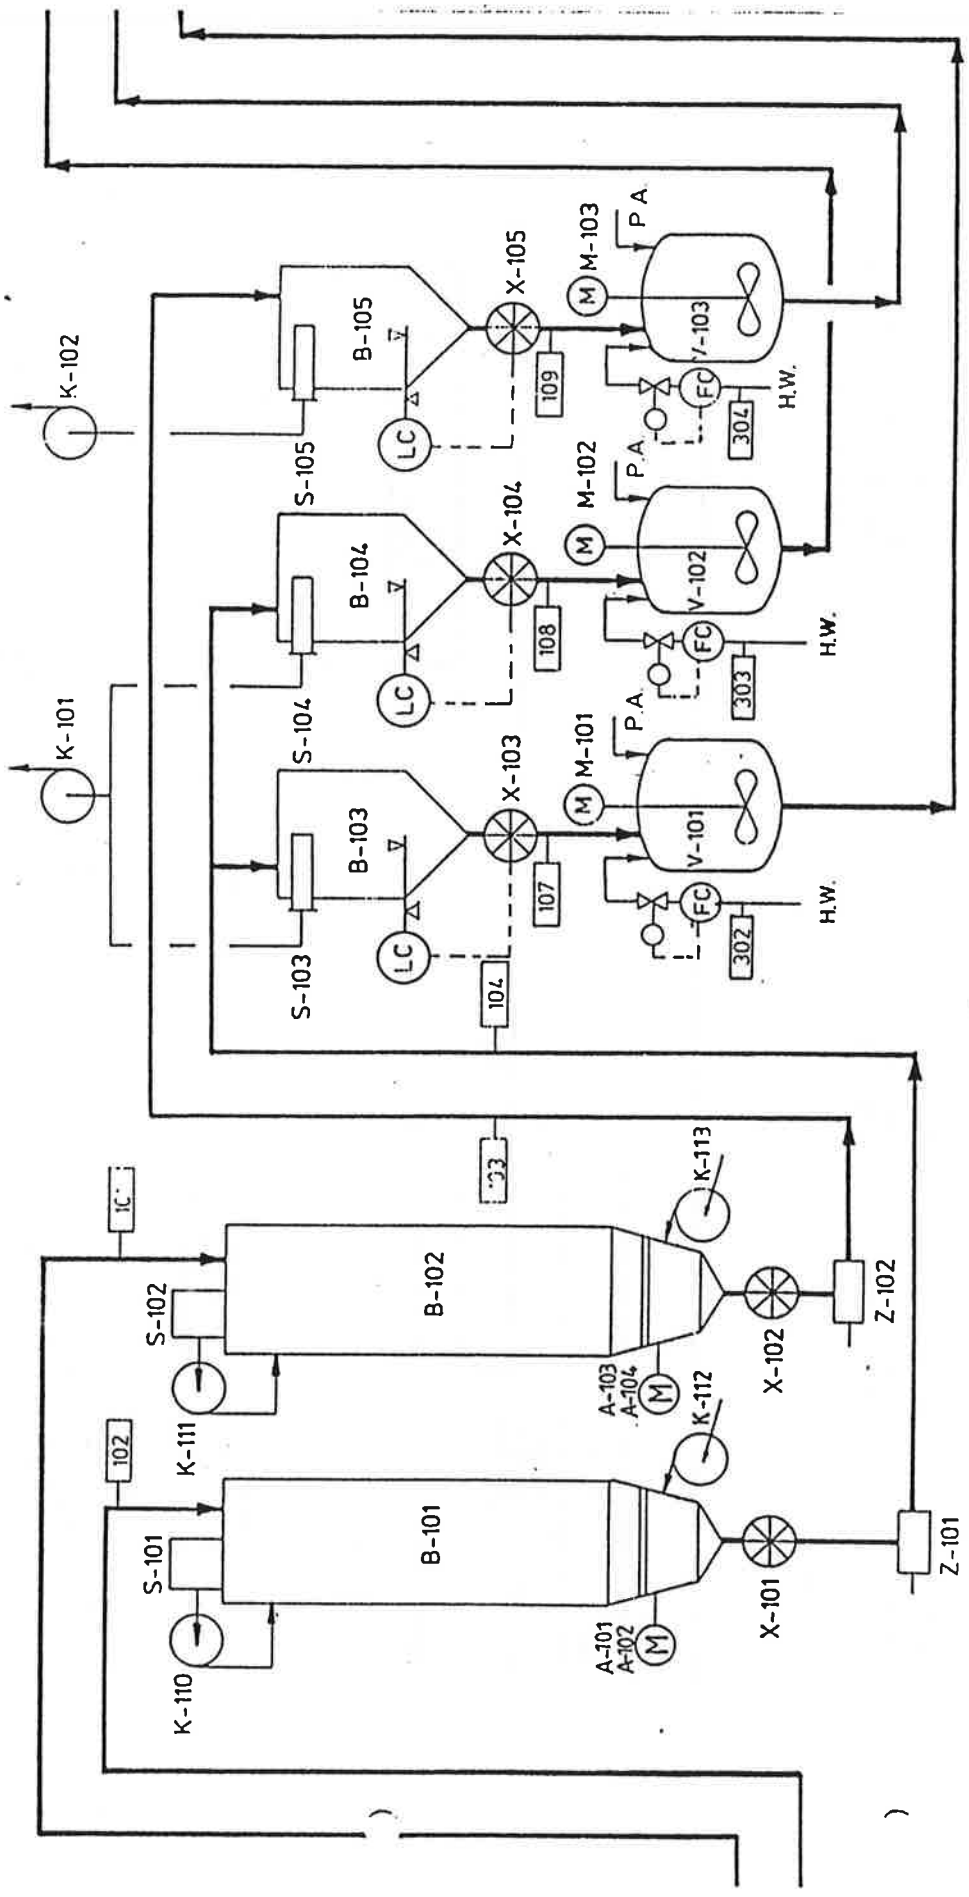 102
S-101
K-110
B-101
A-101
A-102
M
K-112
X-101
Z-101
S-102
K-111
B-102
A-103
A-104
M
K-113
X-102
Z-102
104
K-101
S-103
B-103
LC
X-103
107
M
M-101
P.A.
V-101
FC
302
H.W.
S-104
B-104
LC
X-104
108
M
M-102
P.A.
V-102
FC
303
H.W.
K-102
S-105
B-105
LC
X-105
109
M
M-103
P.A.
V-103
FC
304
H.W.